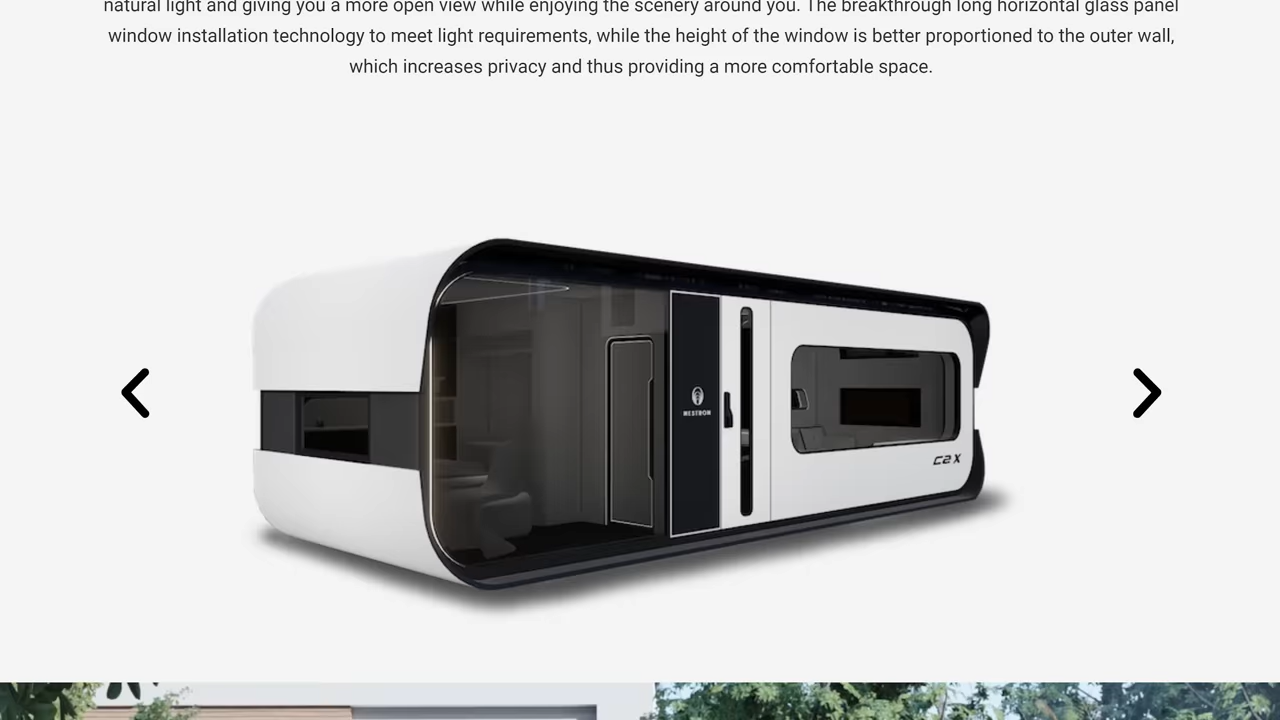 natural light and giving you a more open view while enjoying the scenery around you. The breakthrough long horizontal glass panel
window installation technology to meet light requirements, while the height of the window is better proportioned to the outer wall,
which increases privacy and thus providing a more comfortable space.
NESTRON
C2X